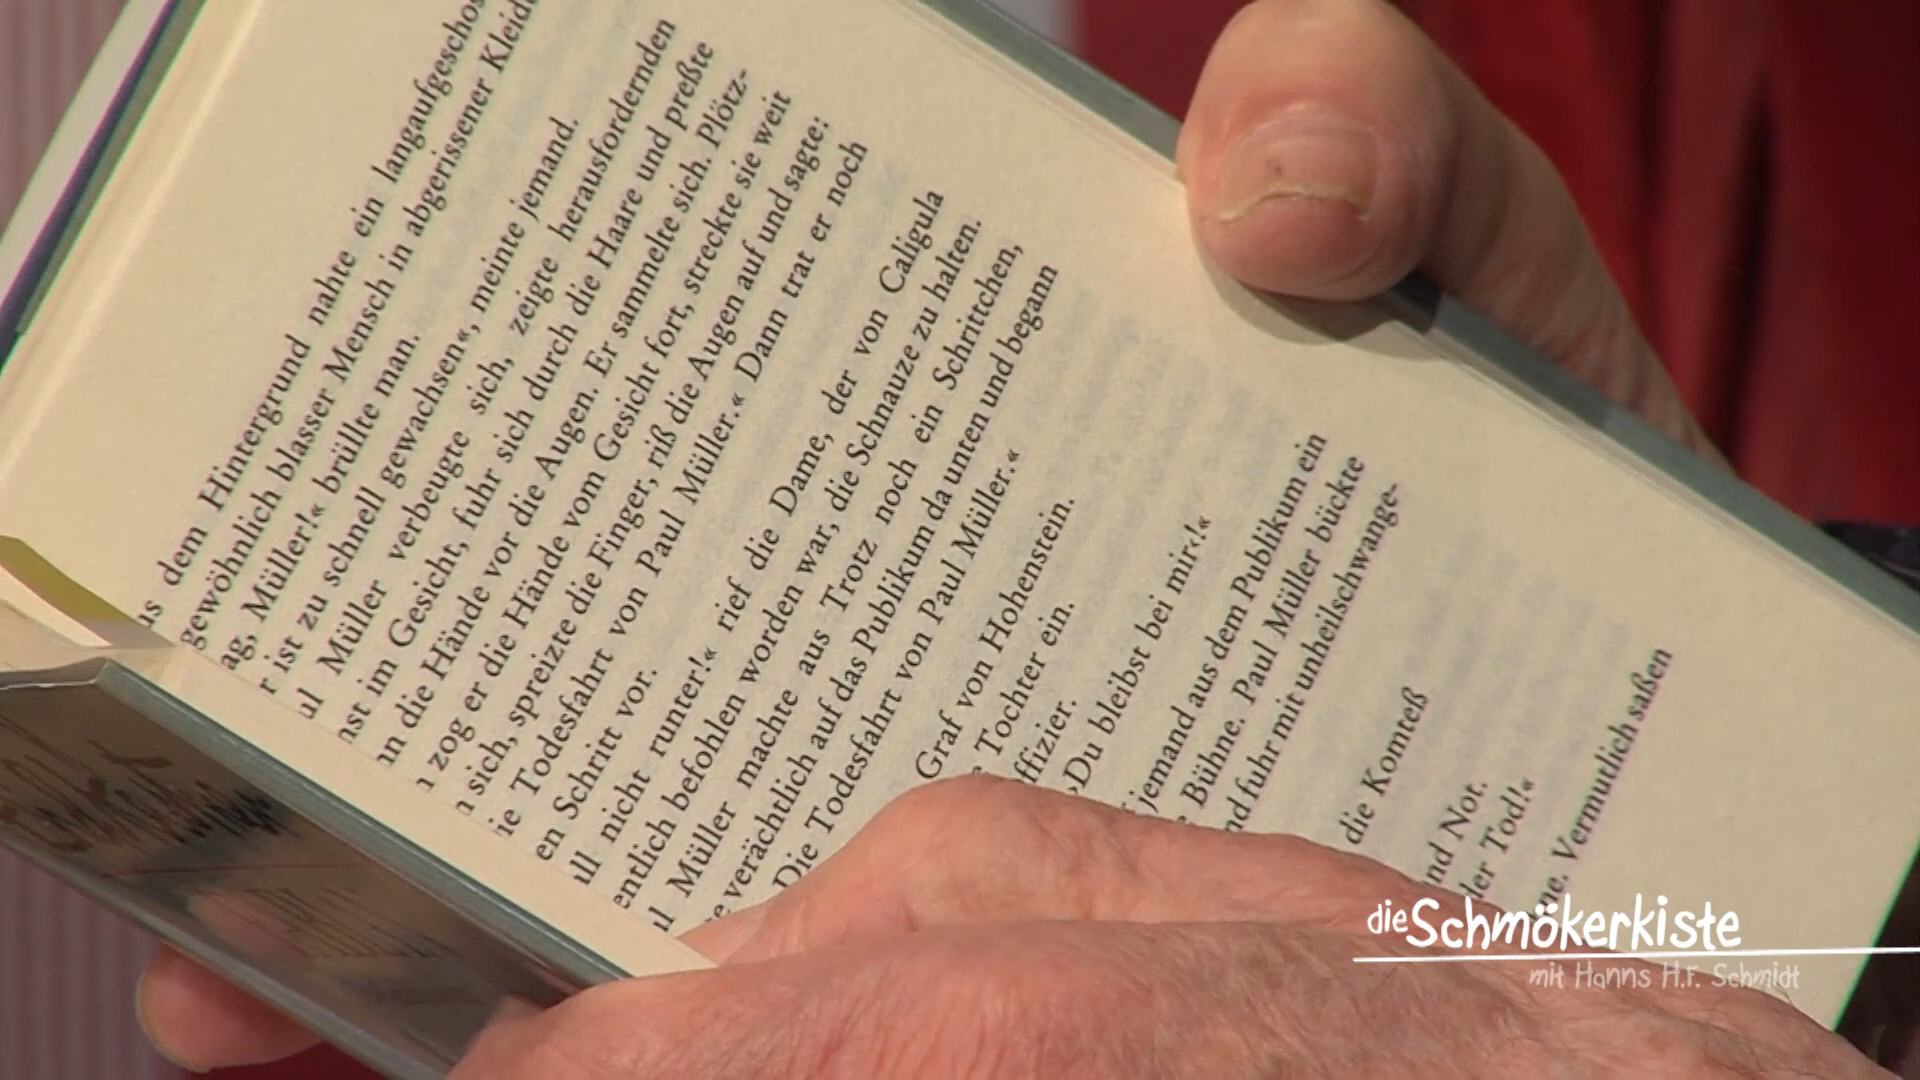 dem Hintergrund nahte ein langaufgeschos
gewöhnlich blasser Mensch in abgerissener Kleid
ag, Müller!« brüllte man.
r ist zu schnell gewachsen«, meinte jemand.
ul Müller verbeugte sich, zeigte herausfordernden
nst im Gesicht, fuhr sich durch die Haare und preßte
nn die Hände vor die Augen. Er sammelte sich. Plötz-
h zog er die Hände vom Gesicht fort, streckte sie weit
n sich, spreizte die Finger, riß die Augen auf und sagte:
ie Todesfahrt von Paul Müller.« Dann trat er noch
en Schritt vor.
ll nicht runter!« rief die Dame, der von Caligula
entlich befohlen worden war, die Schnauze zu halten.
ul Müller machte aus Trotz noch ein Schrittchen,
verächtlich auf das Publikum da unten und begann
Die Todesfahrt von Paul Müller.«
Graf von Hohenstein.
e Tochter ein.
ffizier.
›Du bleibst bei mir‹!«
jemand aus dem Publikum ein
e Bühne. Paul Müller bückte
nd fuhr mit unheilschwange-
die Komteß
nd Not.
der Tod!«
ne. Vermutlich saßen
die Schmökerkiste
mit Hanns H.F. Schmidt